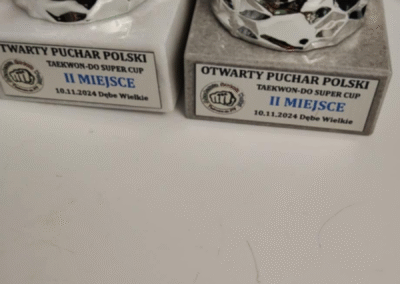 OTWARTY PUCHAR POLSKI
TAEKWON-DO SUPER CUP
II MIEJSCE
10.11.2024 Dębe Wielkie
OTWARTY PUCHAR POLSKI
TAEKWON-DO SUPER CUP
II MIEJSCE
10.11.2024 Dębe Wielkie